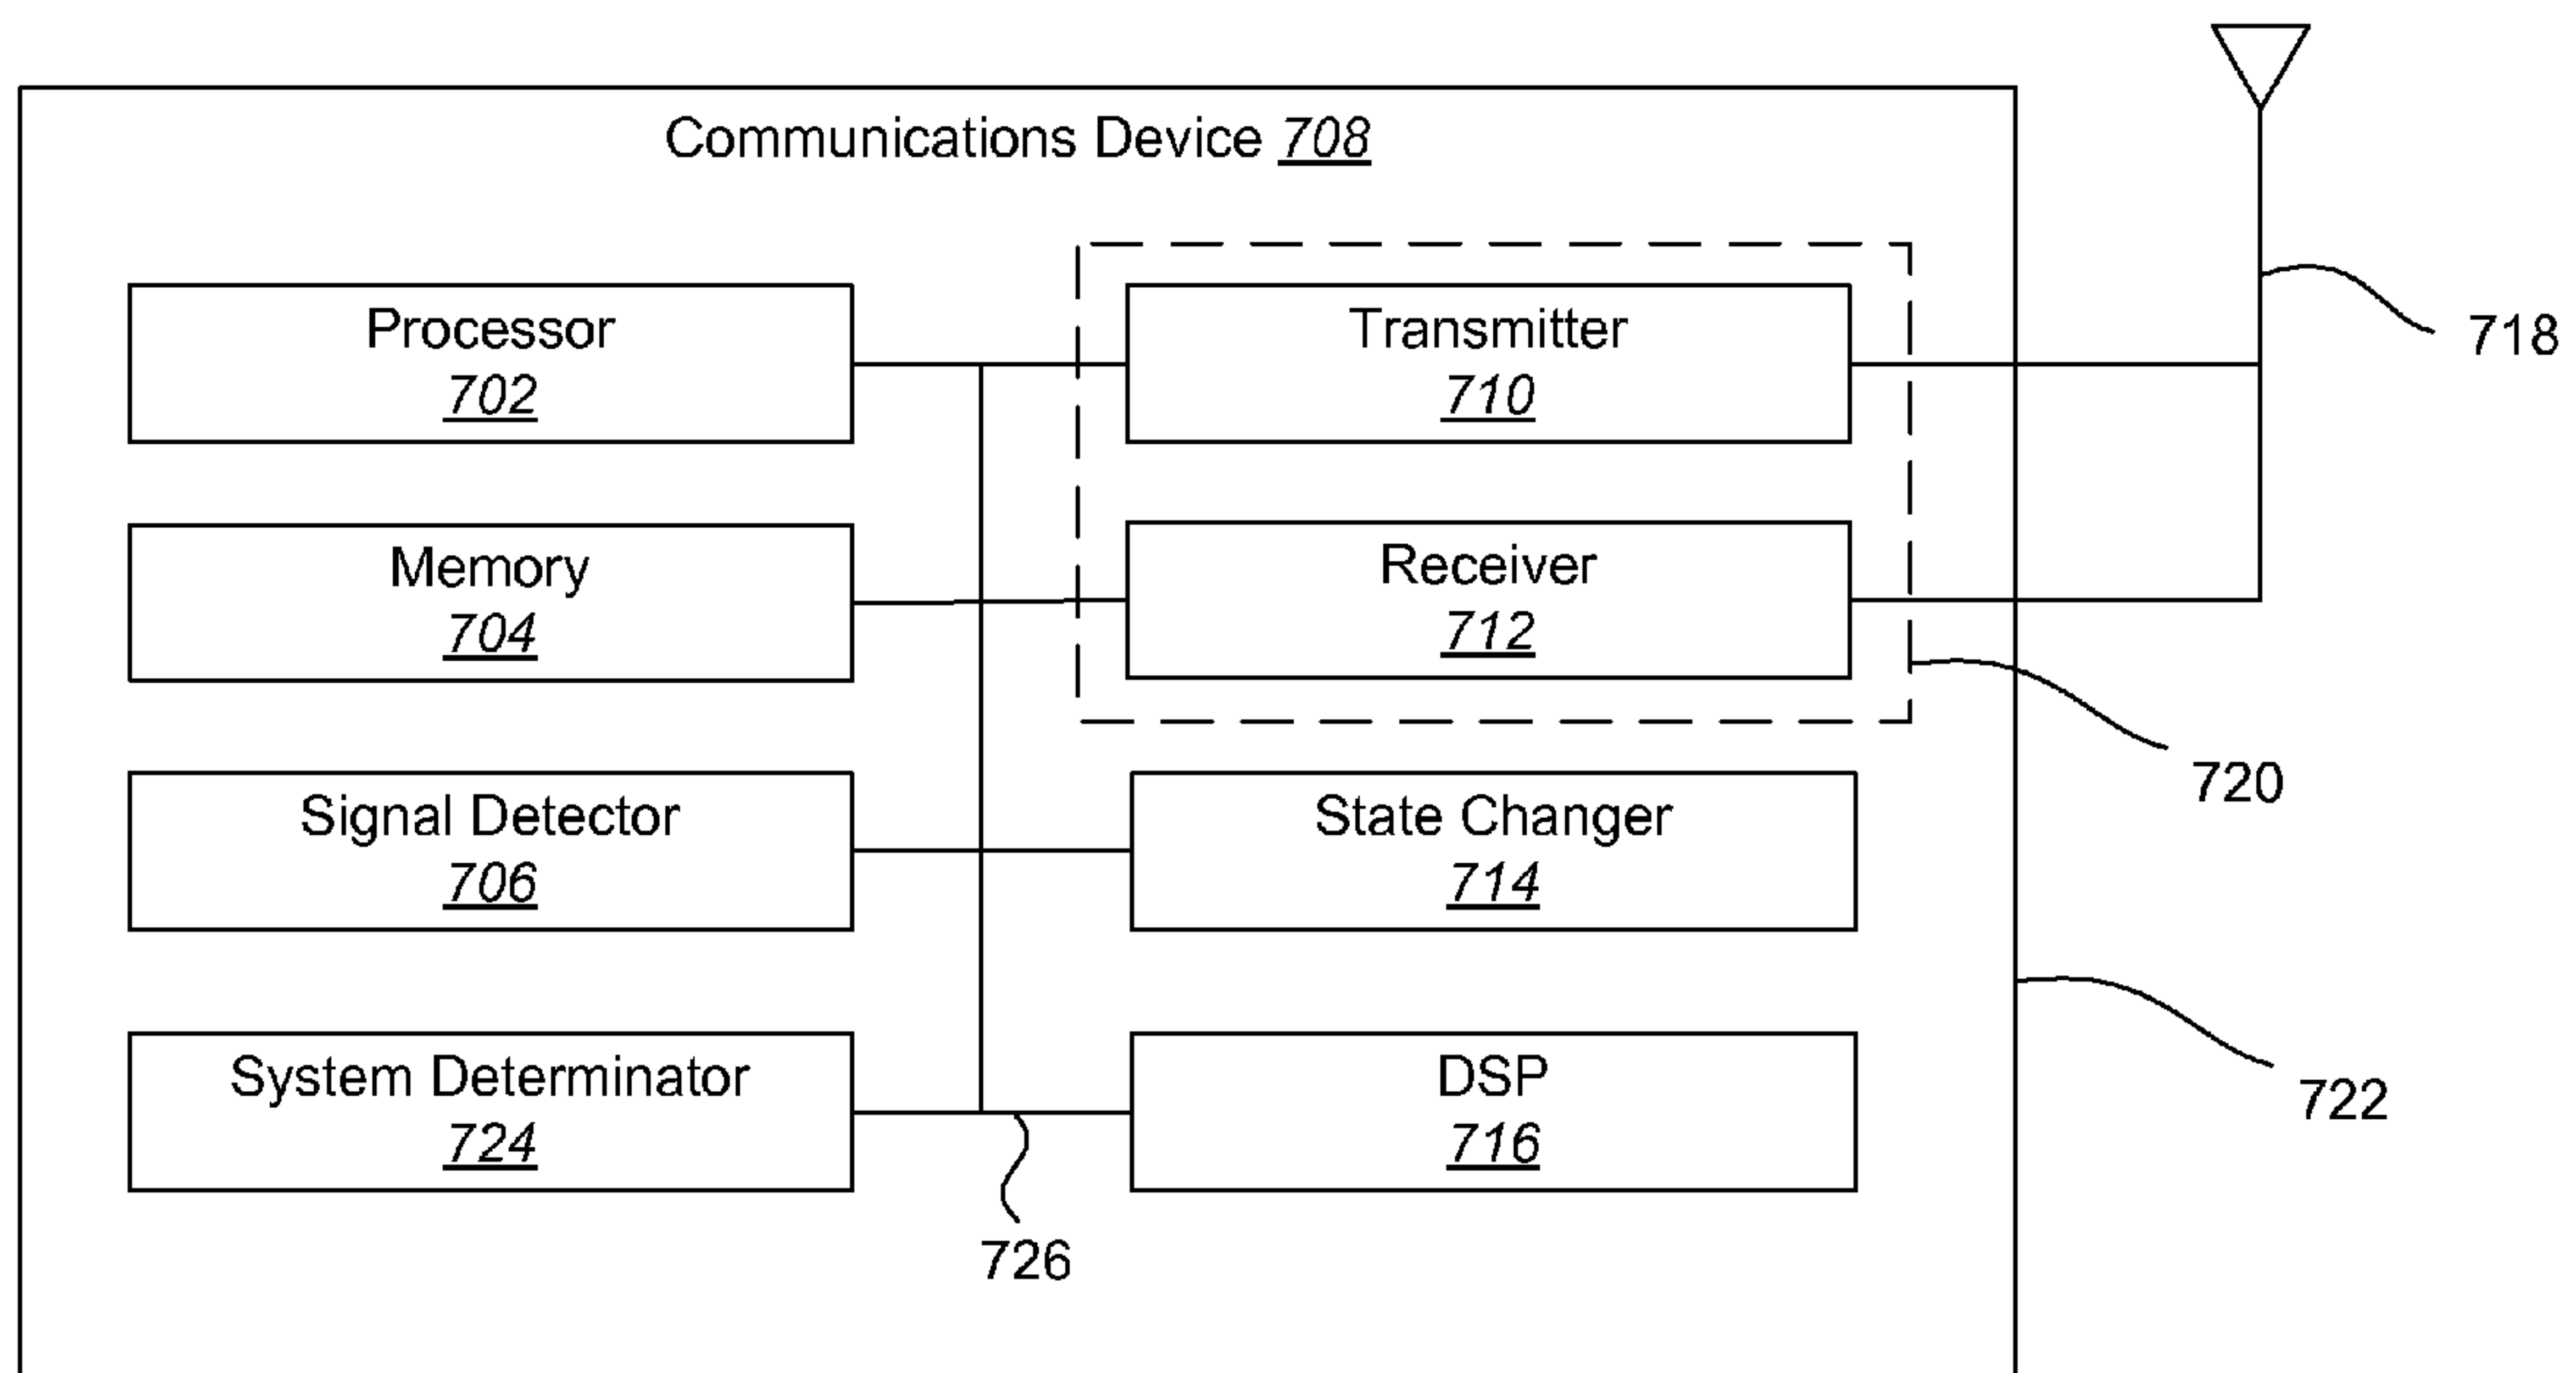 Communications Device 708
Processor
702
Transmitter
710
718
Memory
704
Receiver
712
720
Signal Detector
706
State Changer
714
722
System Determinator
724
DSP
716
726